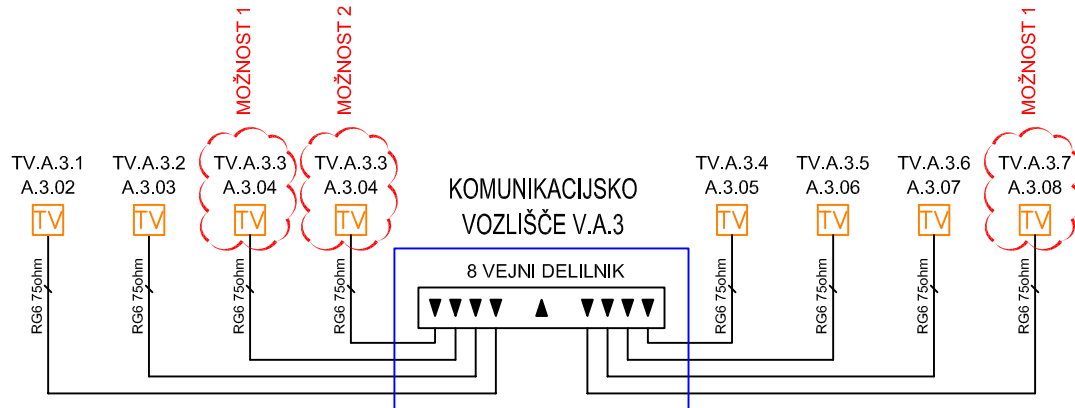 MOŽNOST 1
MOŽNOST 2
MOŽNOST 1
TV.A.3.1
A.3.02
TV
TV.A.3.2
A.3.03
TV
TV.A.3.3
A.3.04
TV
TV.A.3.3
A.3.04
TV
KOMUNIKACIJSKO
VOZLIŠČE V.A.3
TV.A.3.4
A.3.05
TV
TV.A.3.5
A.3.06
TV
TV.A.3.6
A.3.07
TV
TV.A.3.7
A.3.08
TV
8 VEJNI DELILNIK
RG6 75ohm
RG6 75ohm
RG6 75ohm
RG6 75ohm
RG6 75ohm
RG6 75ohm
RG6 75ohm
RG6 75ohm